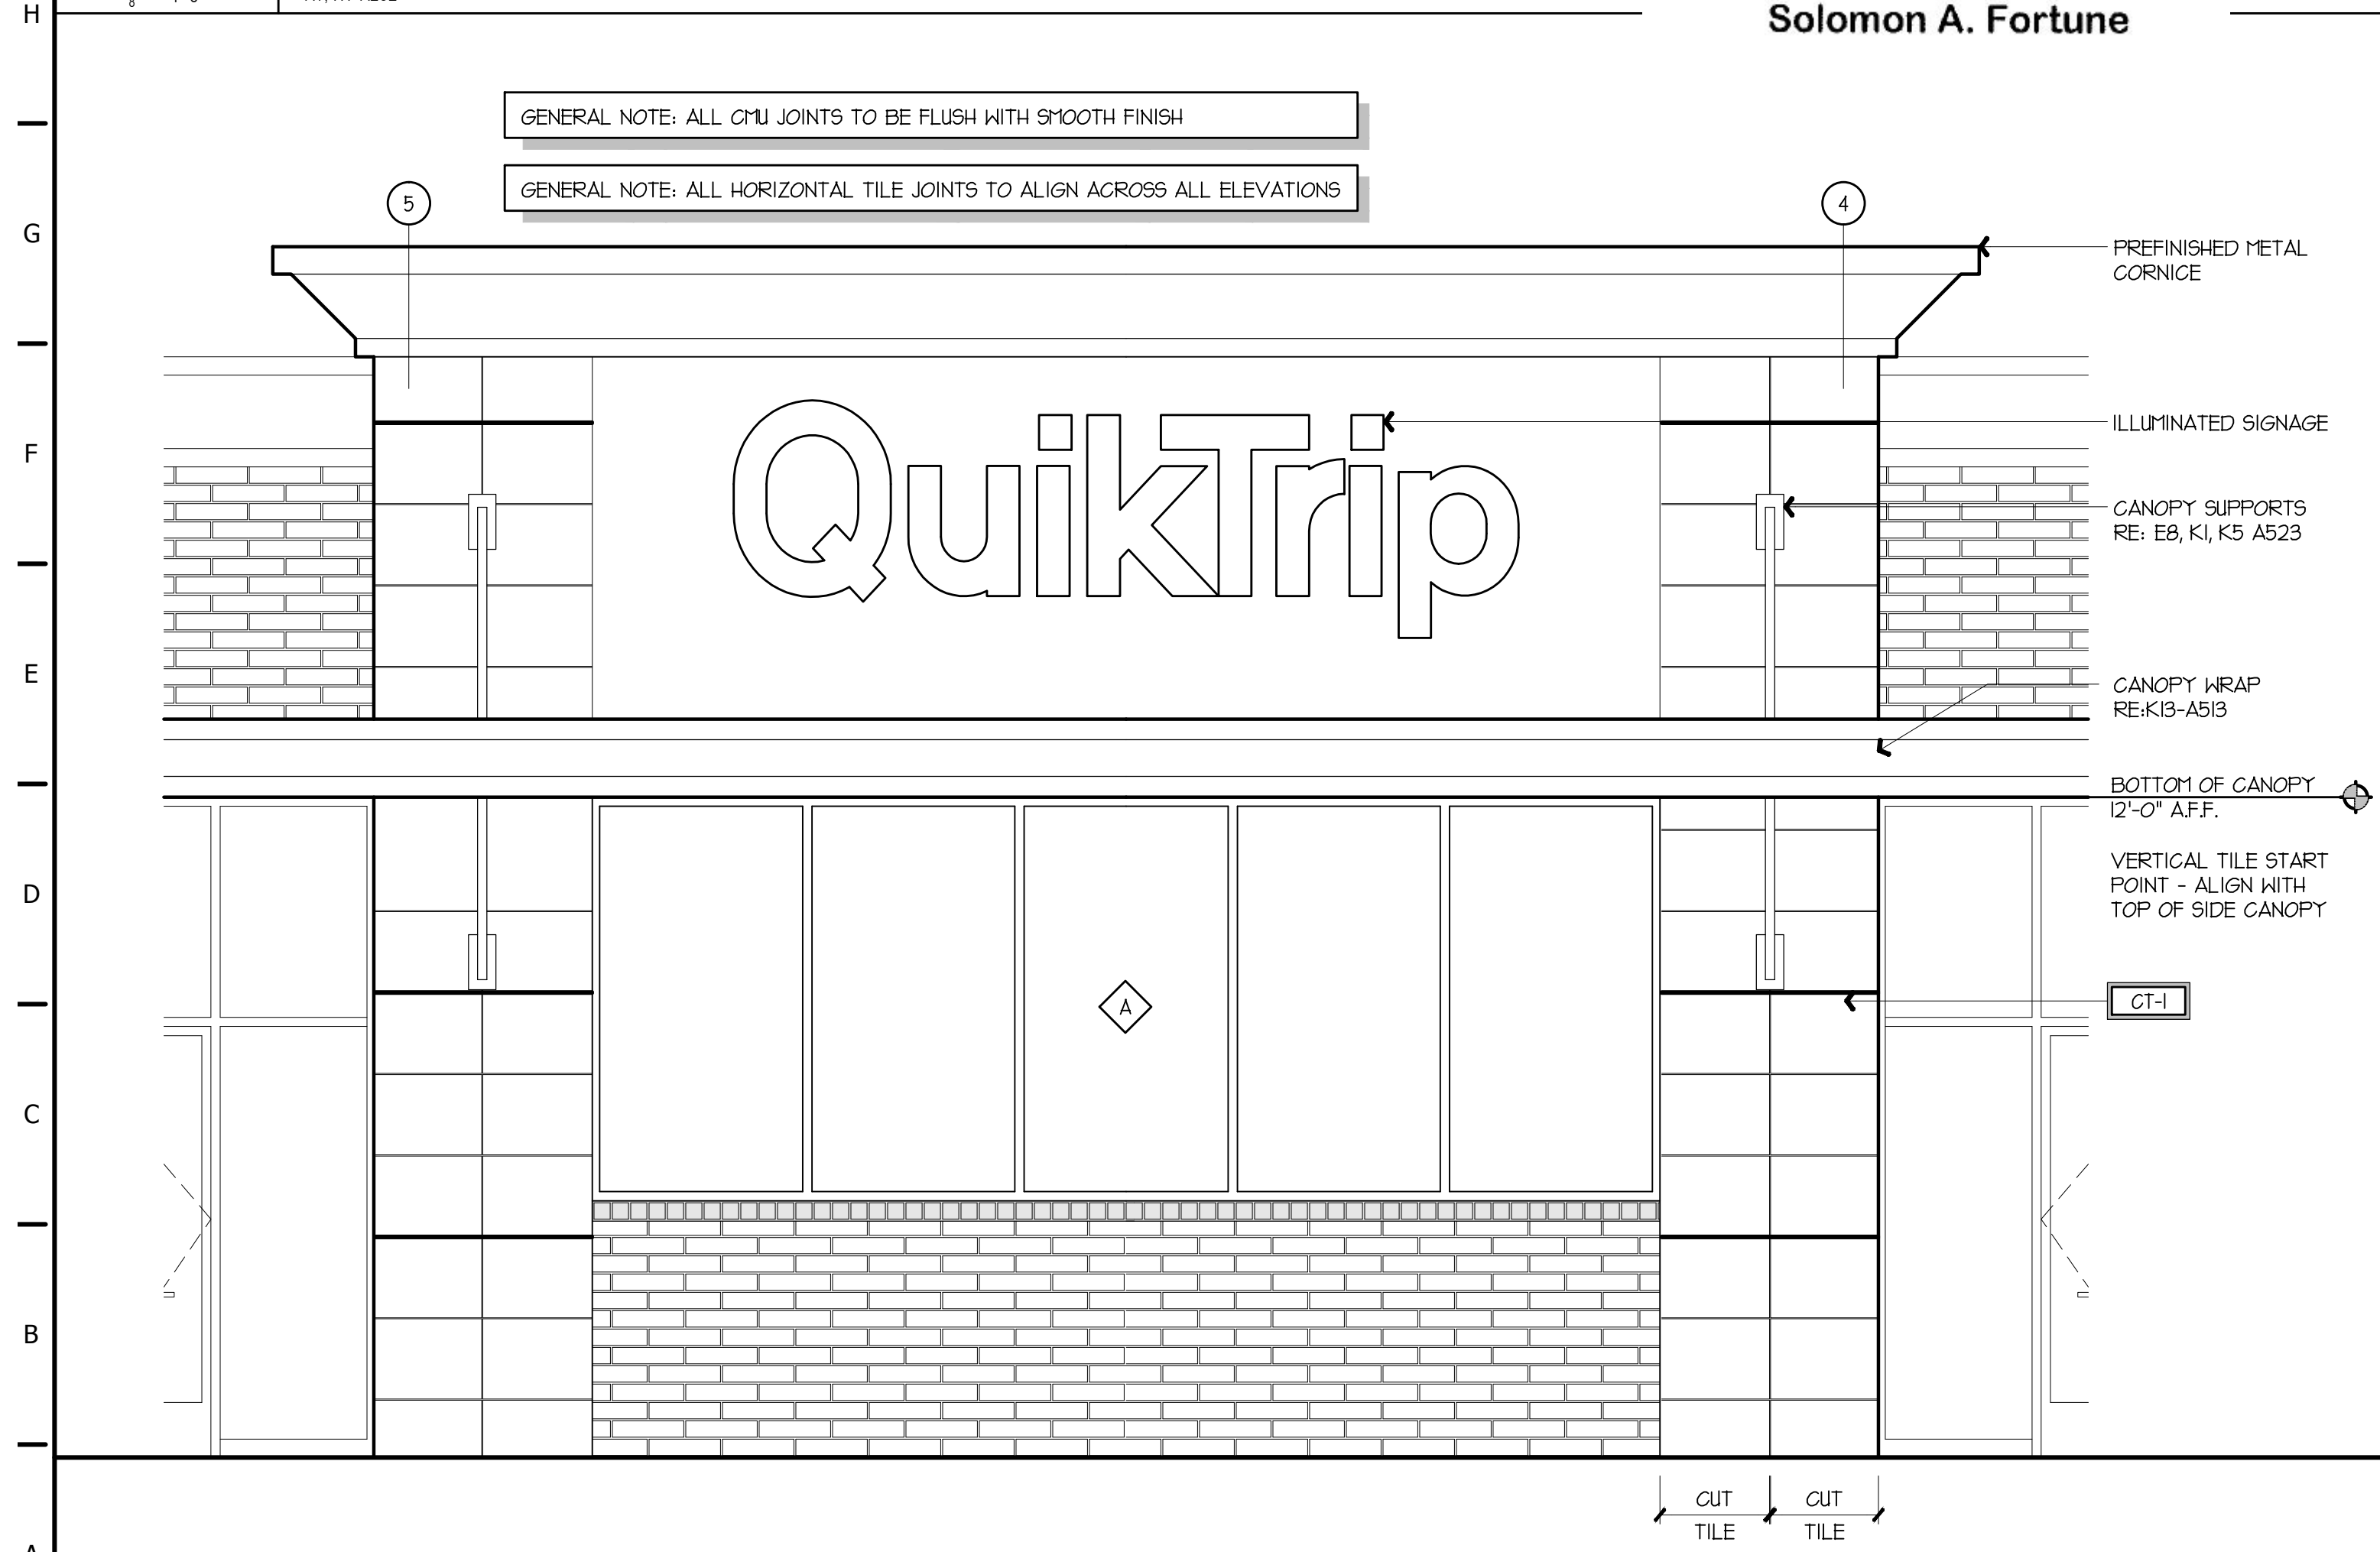 H
Solomon A. Fortune
GENERAL NOTE: ALL CMU JOINTS TO BE FLUSH WITH SMOOTH FINISH
GENERAL NOTE: ALL HORIZONTAL TILE JOINTS TO ALIGN ACROSS ALL ELEVATIONS
5
4
G
PREFINISHED METAL
CORNICE
QuikTrip
ILLUMINATED SIGNAGE
F
CANOPY SUPPORTS
RE: E8, K1, K5 A523
E
CANOPY WRAP
RE:K13-A513
BOTTOM OF CANOPY
12'-0" A.F.F.
VERTICAL TILE START
POINT - ALIGN WITH
TOP OF SIDE CANOPY
D
A
CT-1
C
B
CUT
TILE
CUT
TILE